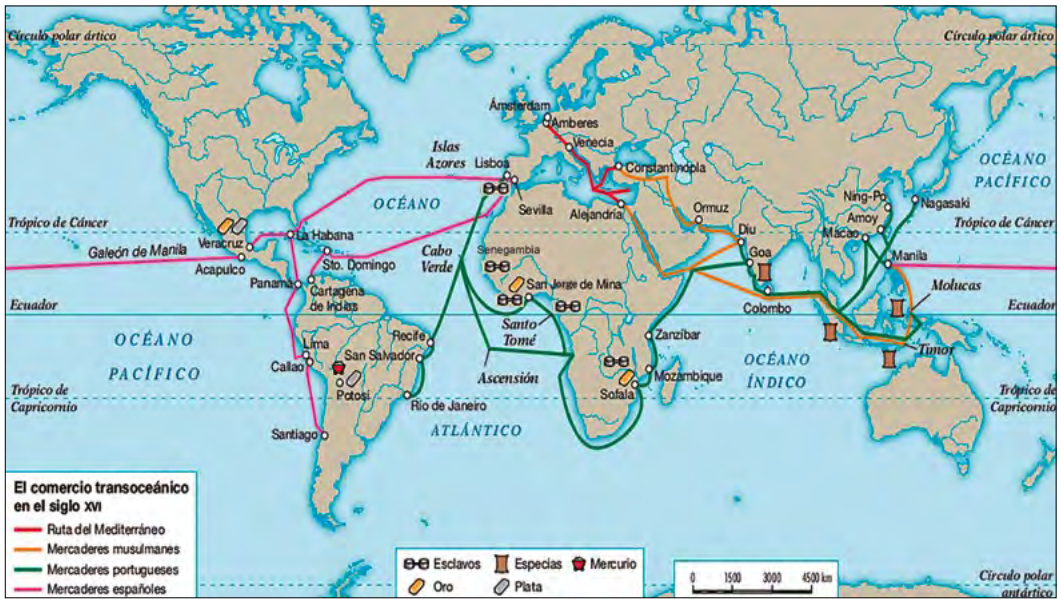 Círculo polar ártico
Círculo polar ártico
Ámsterdam
Amberes
Venecia
Islas
Azores
Lisboa
Constantinopla
OCÉANO
PACÍFICO
Sevilla
OCÉANO
Alejandría
Ormuz
Ning-Po
Nagasaki
Amoy
Trópico de Cáncer
Trópico de Cáncer
Veracruz
La Habana
Diu
Macao
Galeón de Manila
Acapulco
Sto. Domingo
Cabo
Verde
Senegambia
Goa
Manila
Panamá
Cartagena
de Indias
San Jorge de Mina
Molucas
Colombo
Ecuador
Ecuador
Santo
Tomé
OCÉANO
PACÍFICO
Recife
Zanzíbar
Lima
San Salvador
Timor
Callao
Ascensión
OCÉANO
ÍNDICO
Mozambique
Potosí
Sofala
Trópico de
Capricornio
Trópico de
Capricornio
Río de Janeiro
ATLÁNTICO
Santiago
El comercio transoceánico
en el siglo XVI
Ruta del Mediterráneo
Mercaderes musulmanes
Mercaderes portugueses
Mercaderes españoles
Esclavos Especias Mercurio
Oro Plata
0 1500 3000 4500 km
Círculo polar
antártico